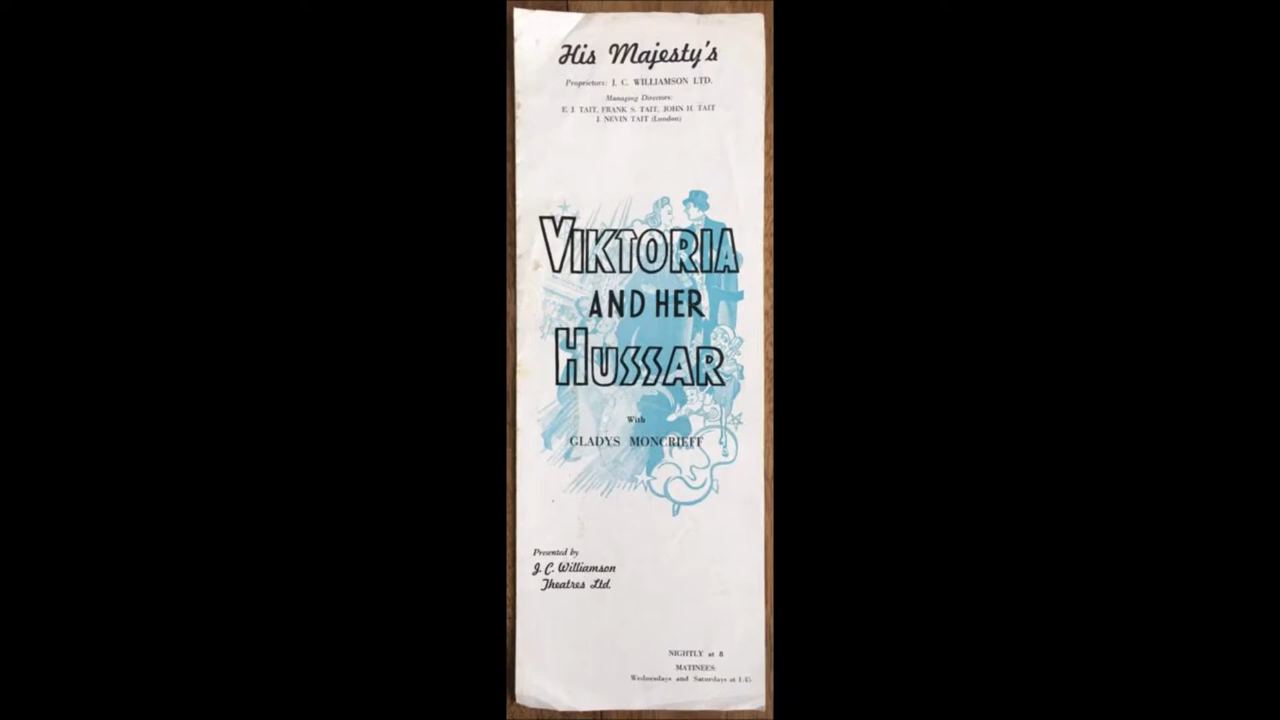 His Majesty's
Proprietors: J. C. WILLIAMSON LTD.
Managing Directors:
E. J. TAIT, FRANK S. TAIT, JOHN H. TAIT
J. NEVIN TAIT (London)
VIKTORIA
AND HER
HUSSAR
With
GLADYS MONCRIEFF
Presented by
J. C. Williamson
Theatres Ltd.
NIGHTLY at 8
MATINEES:
Wednesdays and Saturdays at 1.45